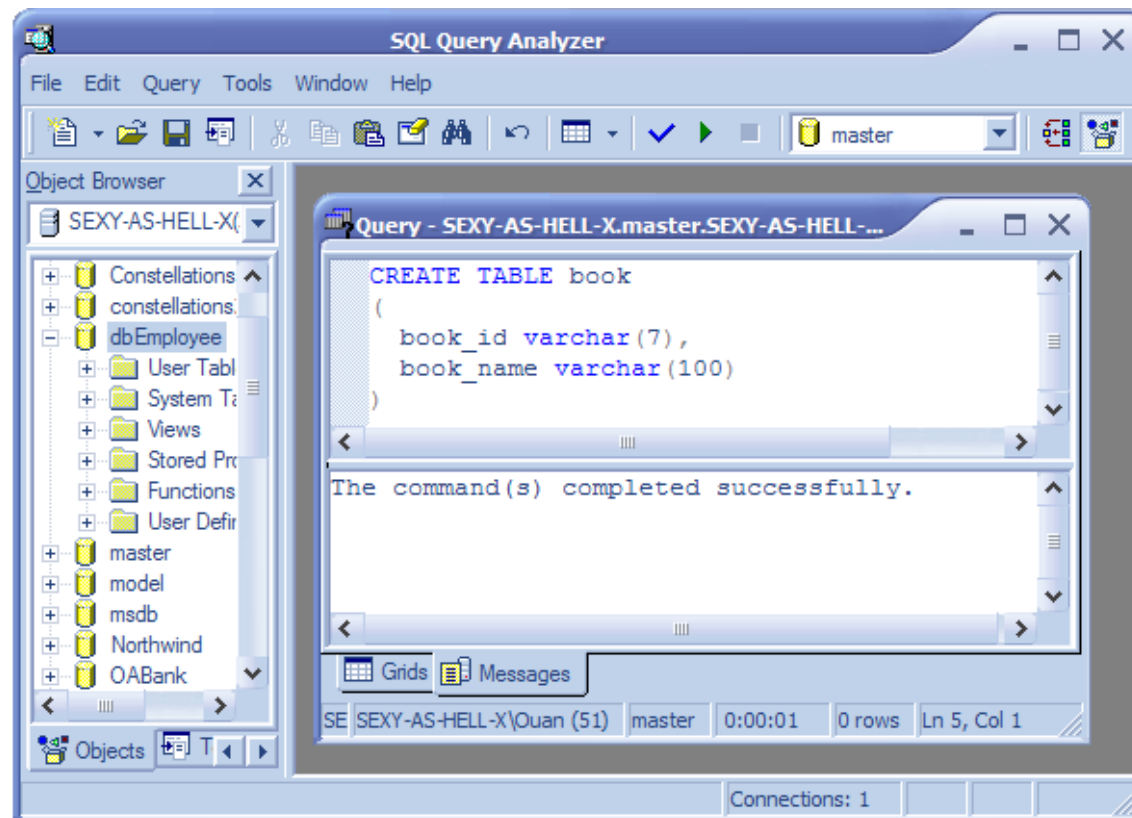 SQL Query Analyzer
File Edit Query Tools Window Help
master
Object Browser
SEXY-AS-HELL-X(
Constellations
constellations
dbEmployee
User Tabl
System Ta
Views
Stored Pro
Functions
User Defin
master
model
msdb
Northwind
OABank
Objects T
Query - SEXY-AS-HELL-X.master.SEXY-AS-HELL-...
CREATE TABLE book
(
book_id varchar(7),
book_name varchar(100)
)
The command(s) completed successfully.
Grids Messages
SE SEXY-AS-HELL-X\Ouan (51) master 0:00:01 0 rows Ln 5, Col 1
Connections: 1